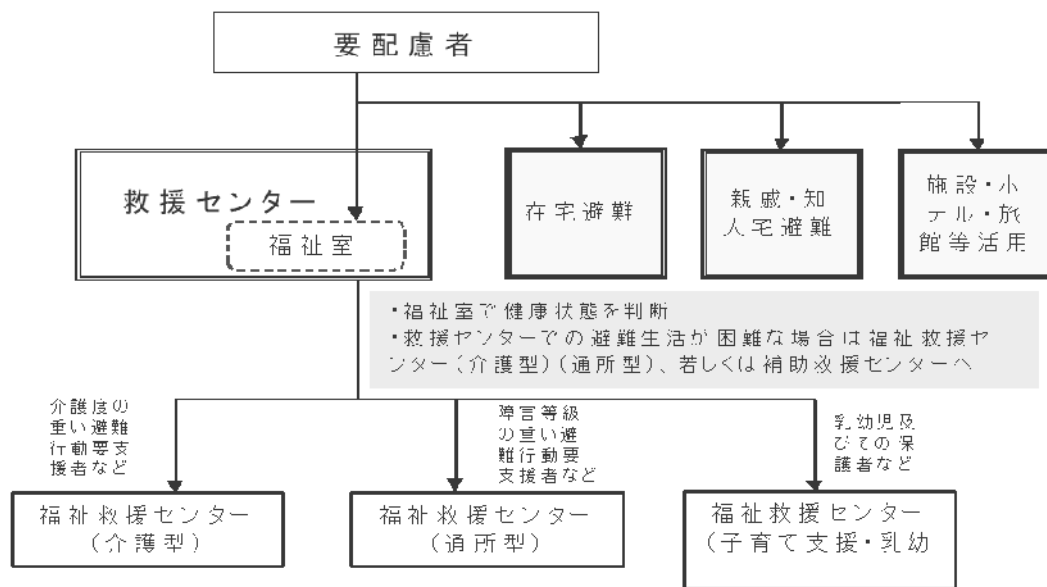 要配慮者
救援センター
福祉室
在宅避難
親戚・知
人宅避難
施設・ホ
テル・旅
館等活用
・福祉室で健康状態を判断
・救援センターでの避難生活が困難な場合は福祉救援セ
ンター(介護型)(通所型)、若しくは補助救援センターへ
介護度の
重い避難
行動要支
援者など
障害等級
の重い避
難行動要
支援者など
乳幼児及
びその保
護者など
福祉救援センター
(介護型)
福祉救援センター
(通所型)
福祉救援センター
(子育て支援・乳幼